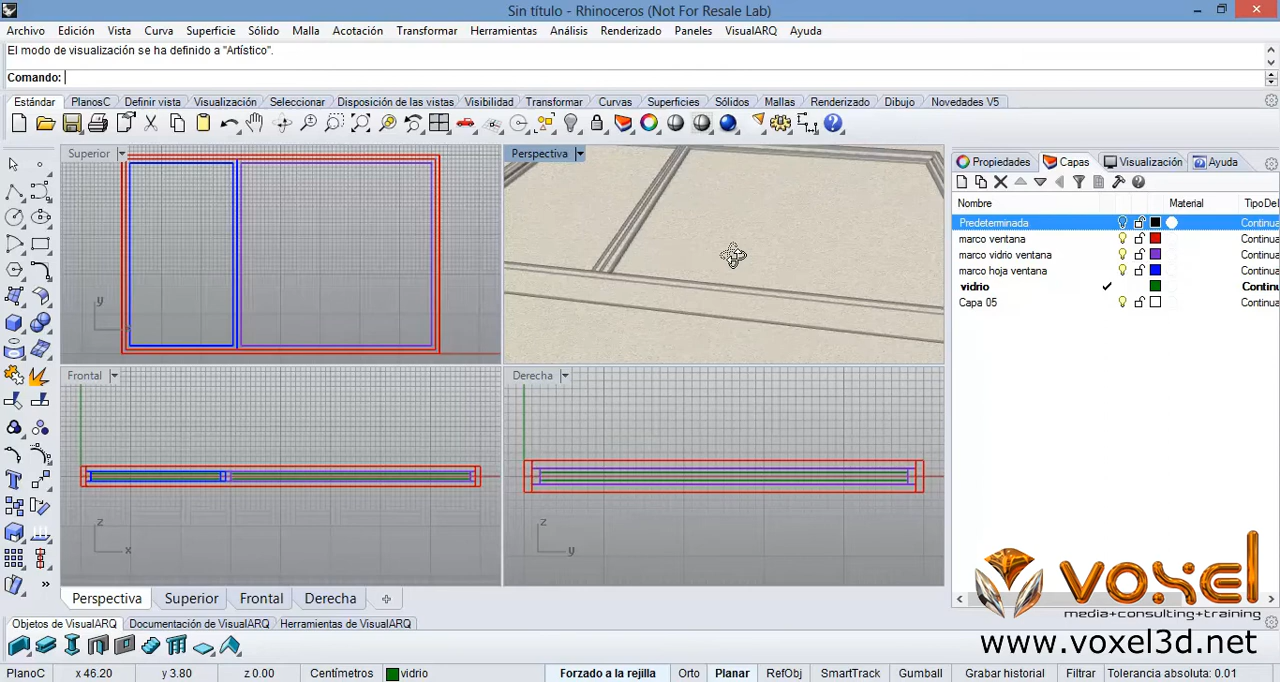 Sin título - Rhinoceros (Not For Resale Lab)
Archivo Edición Vista Curva Superficie Sólido Malla Acotación Transformar Herramientas Análisis Renderizado Paneles VisualARQ Ayuda
El modo de visualización se ha definido a "Artístico".
Comando:
Estándar PlanosC Definir vista Visualización Seleccionar Disposición de las vistas Visibilidad Transformar Curvas Superficies Sólidos Mallas Renderizado Dibujo Novedades V5
Superior
Perspectiva
Propiedades Capas Visualización Ayuda
Nombre Material TipoDe
Predeterminada Continua
marco ventana Continua
marco vidrio ventana Continua
marco hoja ventana Continua
vidrio Continu
Capa 05 Continua
y
x
Frontal
Derecha
z
x
z
y
Perspectiva Superior Frontal Derecha
Objetos de VisualARQ Documentación de VisualARQ Herramientas de VisualARQ
voxel
media+consulting+training
www.voxel3d.net
PlanoC x 46.20 y 3.80 z 0.00 Centímetros vidrio Forzado a la rejilla Orto Planar RefObj SmartTrack Gumball Grabar historial Filtrar Tolerancia absoluta: 0.01